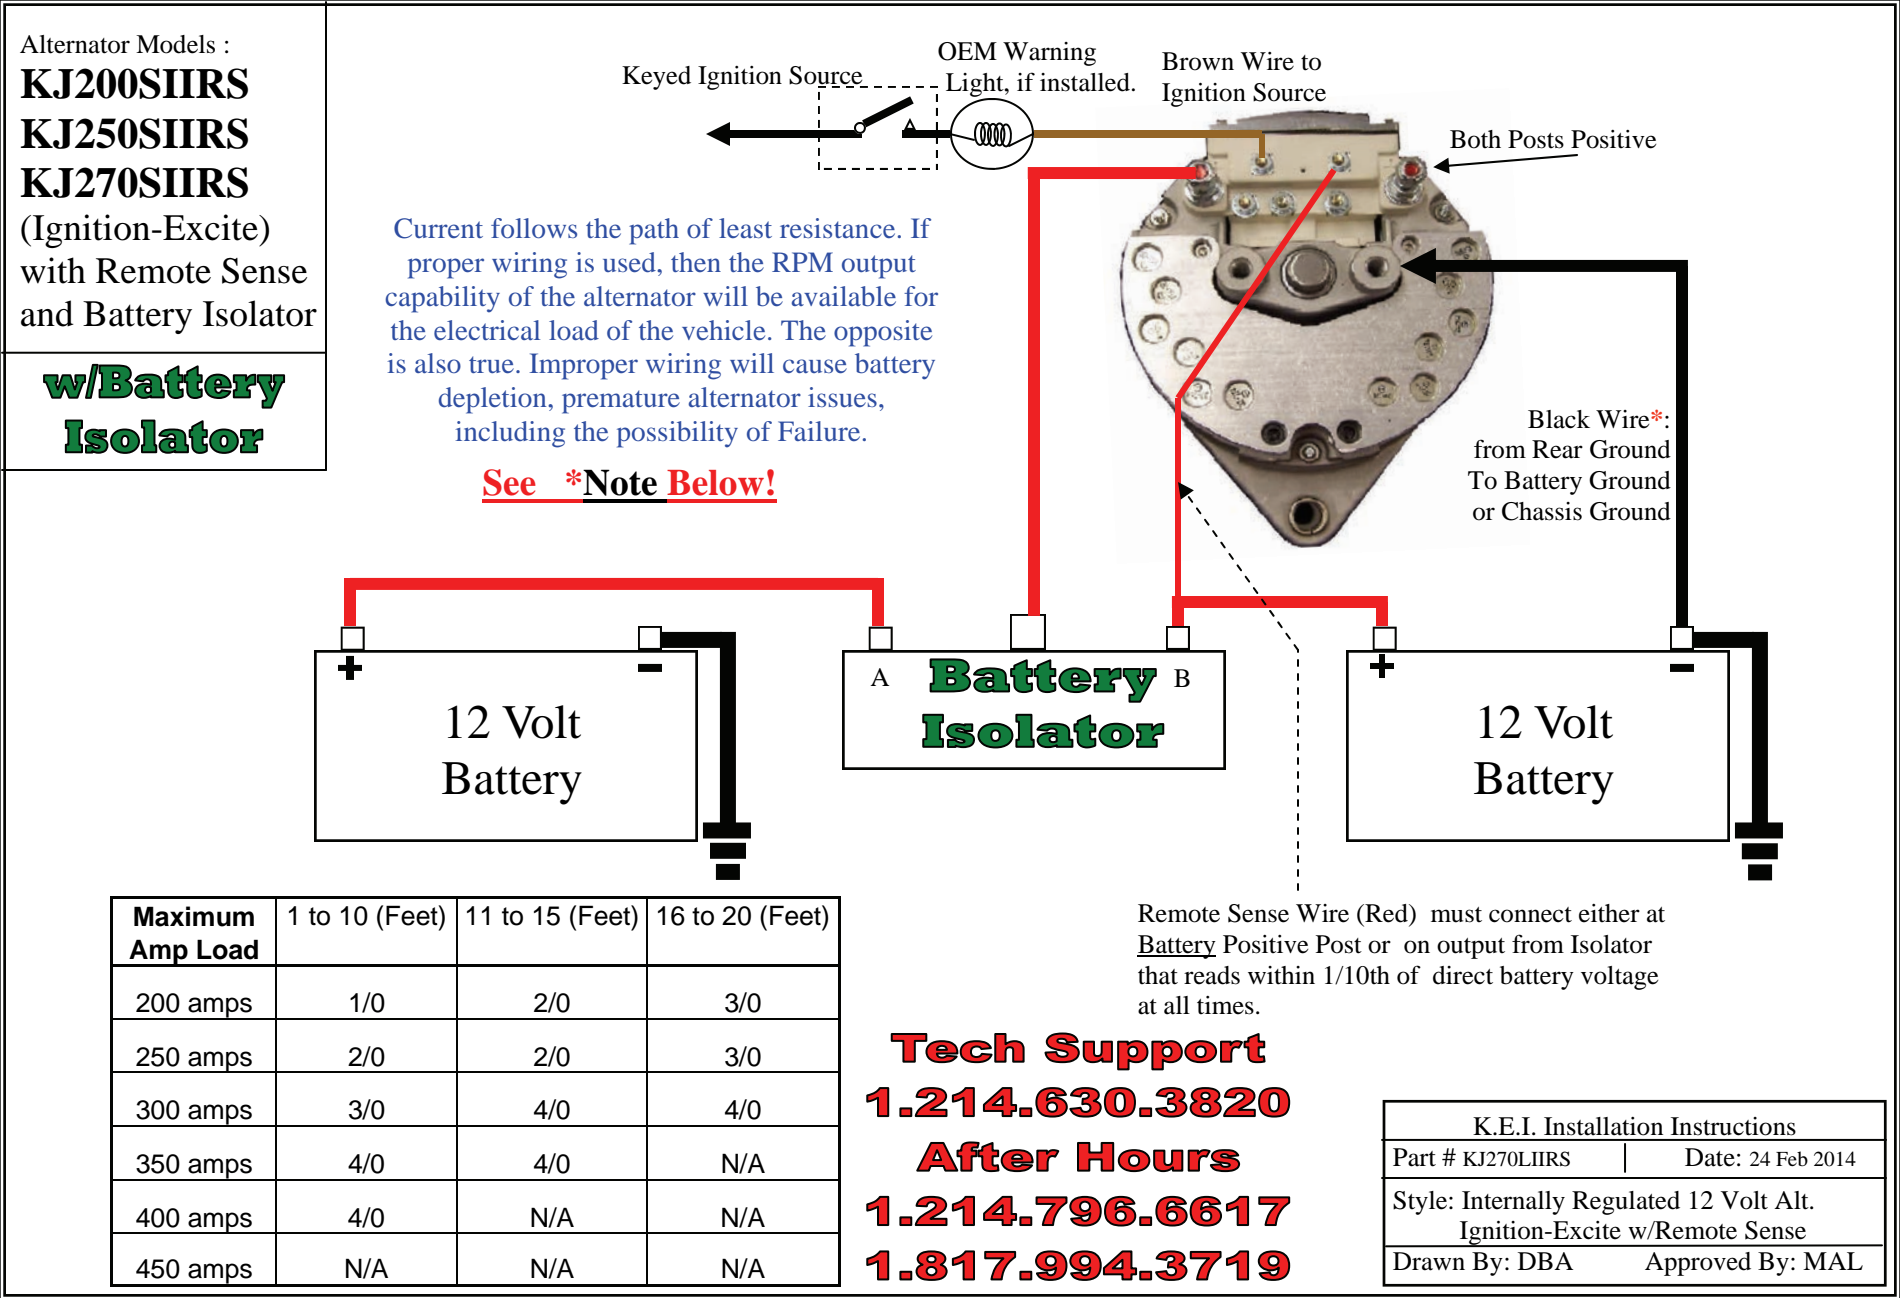 Alternator Models :
KJ200SIIRS
KJ250SIIRS
KJ270SIIRS
(Ignition-Excite)
with Remote Sense
and Battery Isolator
w/Battery
Isolator
Keyed Ignition Source
OEM Warning
Light, if installed.
Brown Wire to
Ignition Source
Both Posts Positive
Current follows the path of least resistance. If
proper wiring is used, then the RPM output
capability of the alternator will be available for
the electrical load of the vehicle. The opposite
is also true. Improper wiring will cause battery
depletion, premature alternator issues,
including the possibility of Failure.
See *Note Below!
Black Wire*:
from Rear Ground
To Battery Ground
or Chassis Ground
+ −
12 Volt
Battery
A B
Battery
Isolator
+ −
12 Volt
Battery
Remote Sense Wire (Red) must connect either at
Battery Positive Post or on output from Isolator
that reads within 1/10th of direct battery voltage
at all times.
Maximum
Amp Load
1 to 10 (Feet) 11 to 15 (Feet) 16 to 20 (Feet)
200 amps 1/0 2/0 3/0
250 amps 2/0 2/0 3/0
300 amps 3/0 4/0 4/0
350 amps 4/0 4/0 N/A
400 amps 4/0 N/A N/A
450 amps N/A N/A N/A
Tech Support
1.214.630.3820
After Hours
1.214.796.6617
1.817.994.3719
K.E.I. Installation Instructions
Part # KJ270LIIRS Date: 24 Feb 2014
Style: Internally Regulated 12 Volt Alt.
Ignition-Excite w/Remote Sense
Drawn By: DBA Approved By: MAL